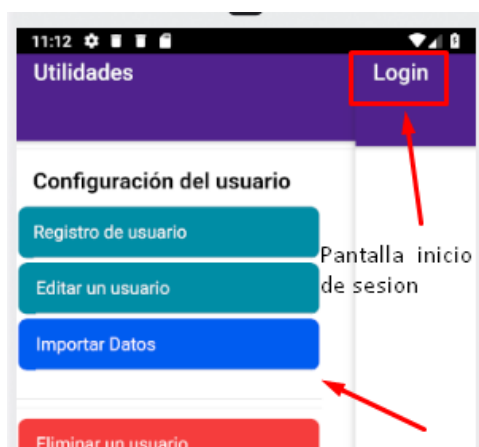 11:12
Utilidades
Login
Configuración del usuario
Registro de usuario
Pantalla inicio
de sesion
Editar un usuario
Importar Datos
Eliminar un usuario